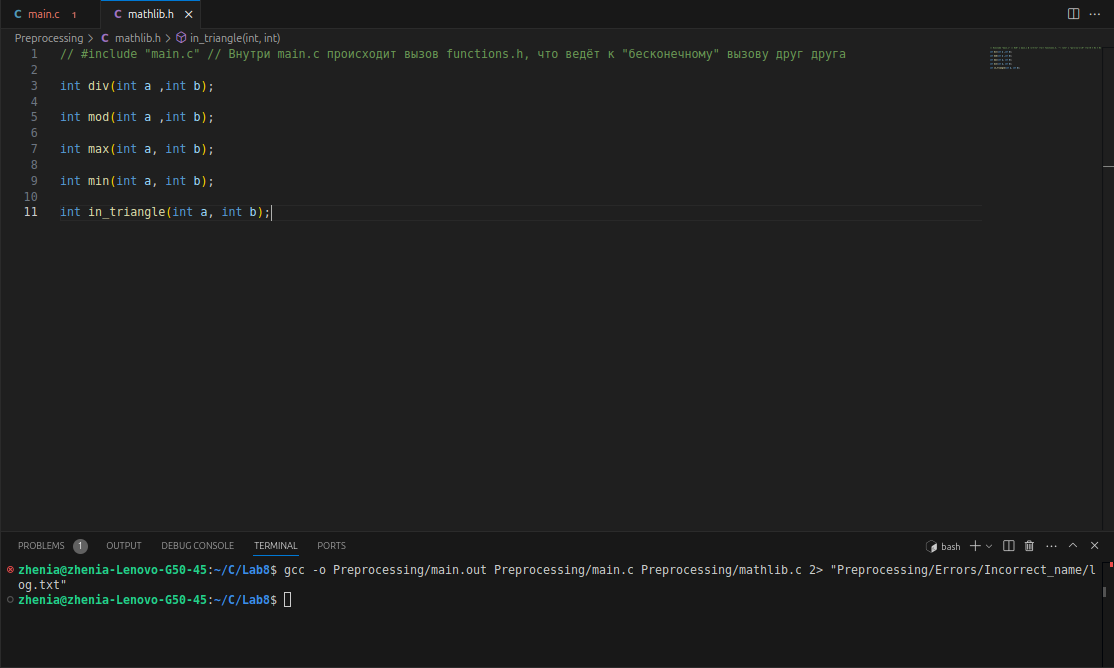 C main.c 1 C mathlib.h ✕ ···
Preprocessing > C mathlib.h > in_triangle(int, int)
1 // #include "main.c" // Внутри main.c происходит вызов functions.h, что ведёт к "бесконечному" вызову друг друга
2
3 int div(int a ,int b);
4
5 int mod(int a ,int b);
6
7 int max(int a, int b);
8
9 int min(int a, int b);
10
11 int in_triangle(int a, int b);
PROBLEMS 1 OUTPUT DEBUG CONSOLE TERMINAL PORTS bash
zhenia@zhenia-Lenovo-G50-45:~/C/Lab8$ gcc -o Preprocessing/main.out Preprocessing/main.c Preprocessing/mathlib.c 2> "Preprocessing/Errors/Incorrect_name/l
og.txt"
zhenia@zhenia-Lenovo-G50-45:~/C/Lab8$